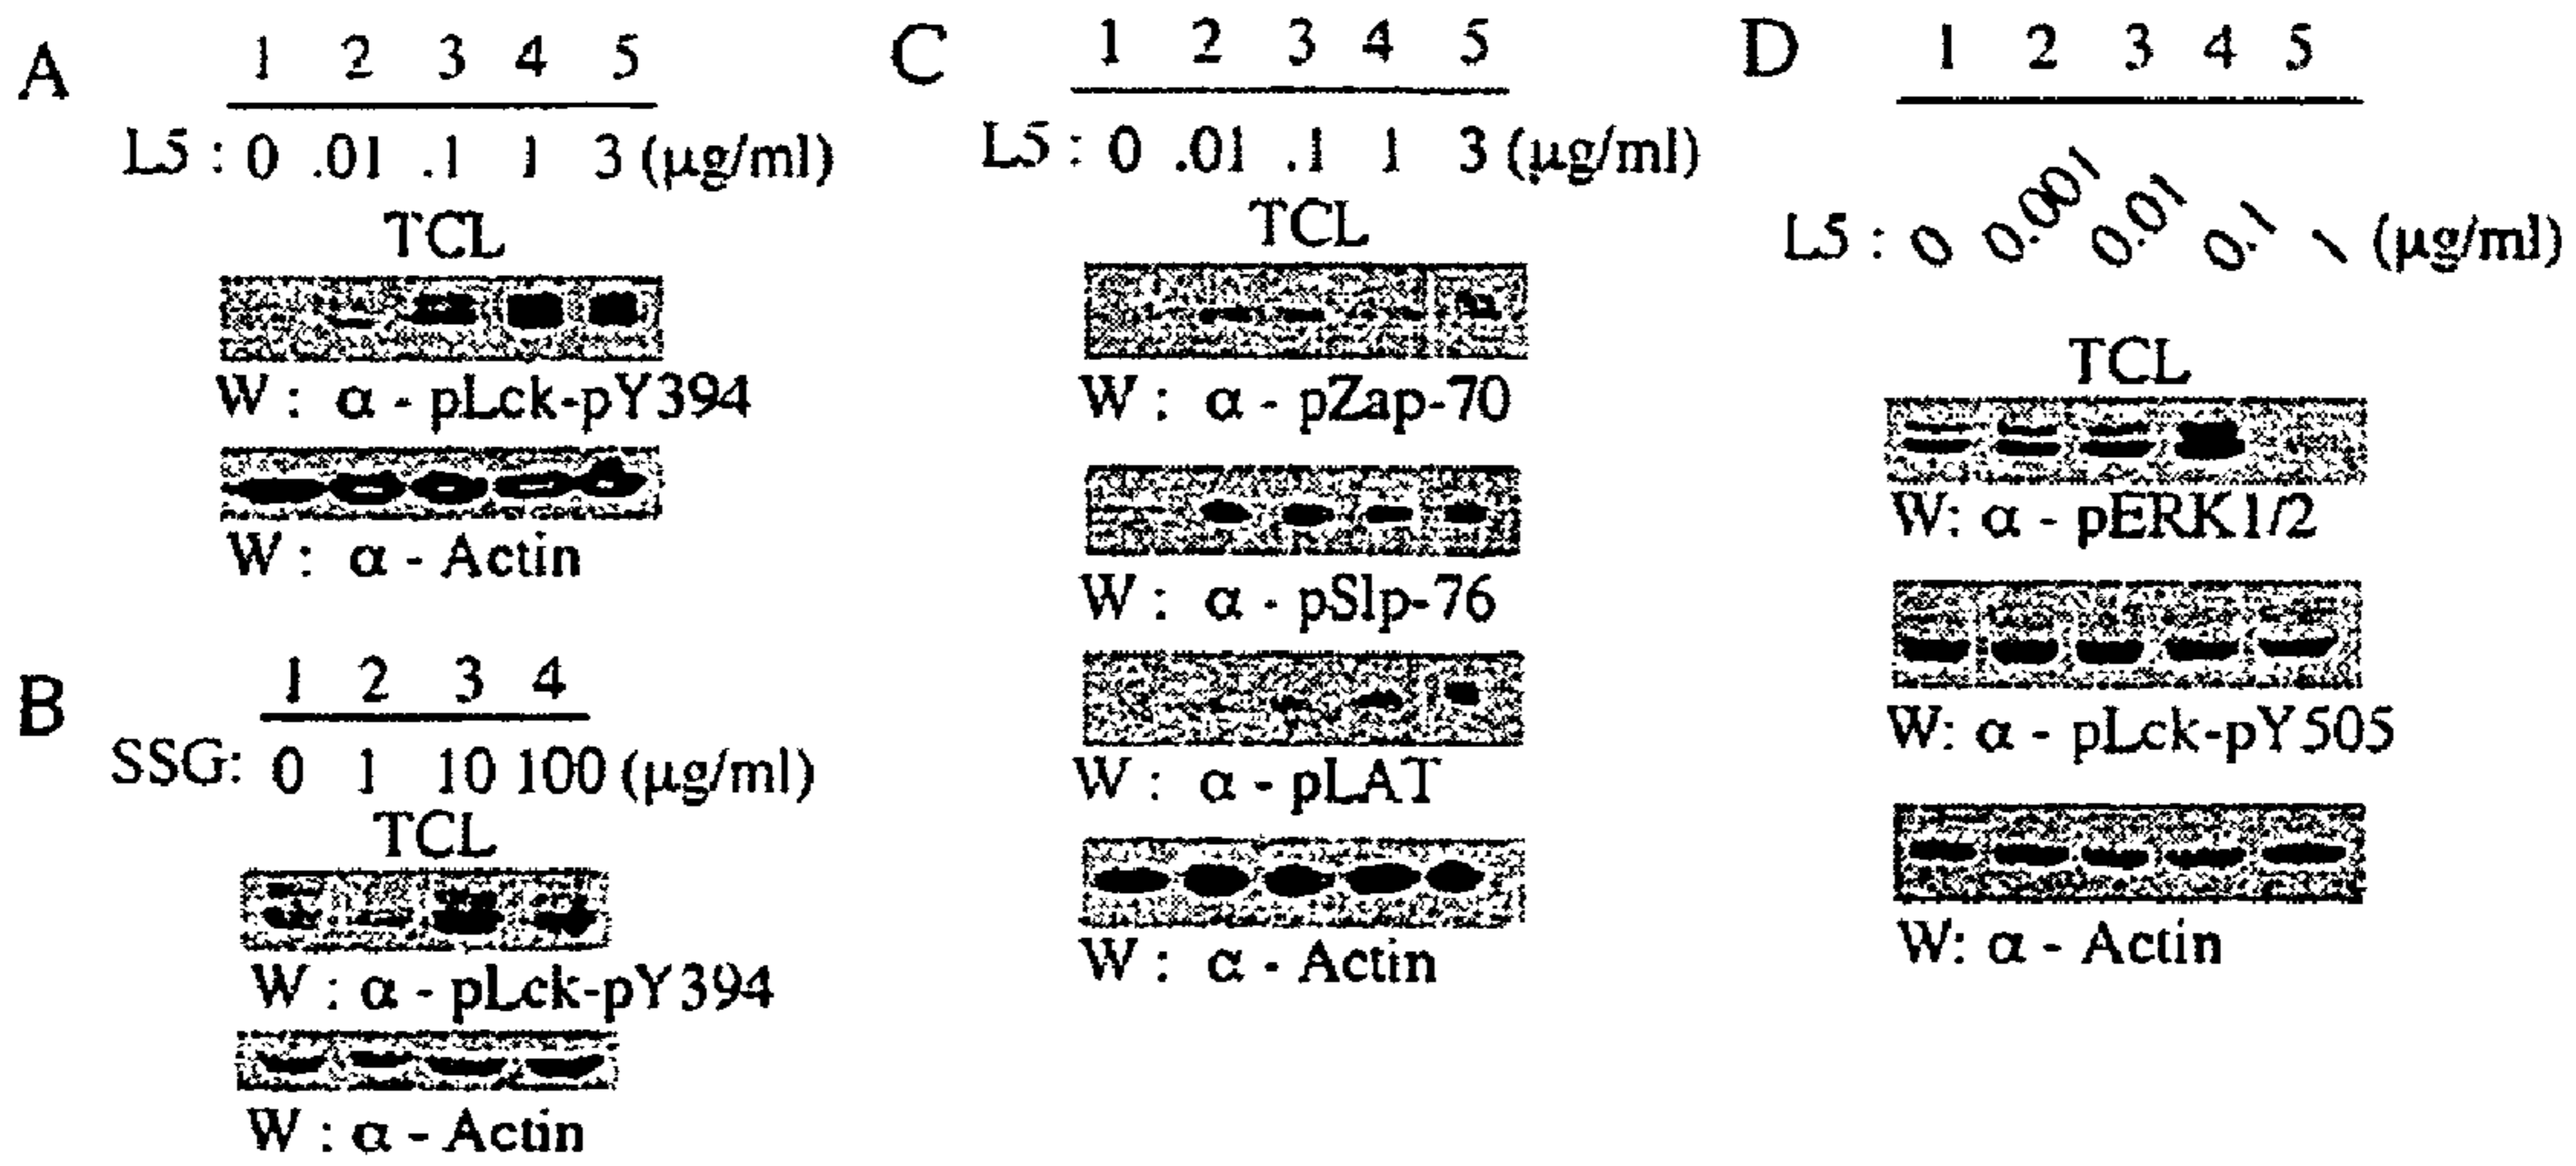 A
1 2 3 4 5
L5 : 0 .01 .1 1 3 (µg/ml)
TCL
W : α - pLck-pY394
W : α - Actin
B
1 2 3 4
SSG: 0 1 10 100 (µg/ml)
TCL
W : α - pLck-pY394
W : α - Actin
C
1 2 3 4 5
L5 : 0 .01 .1 1 3 (µg/ml)
TCL
W : α - pZap-70
W : α - pSlp-76
W : α - pLAT
W : α - Actin
D
1 2 3 4 5
L5 : 0 0.001 0.01 0.1 1 (µg/ml)
TCL
W: α - pERK1/2
W: α - pLck-pY505
W: α - Actin